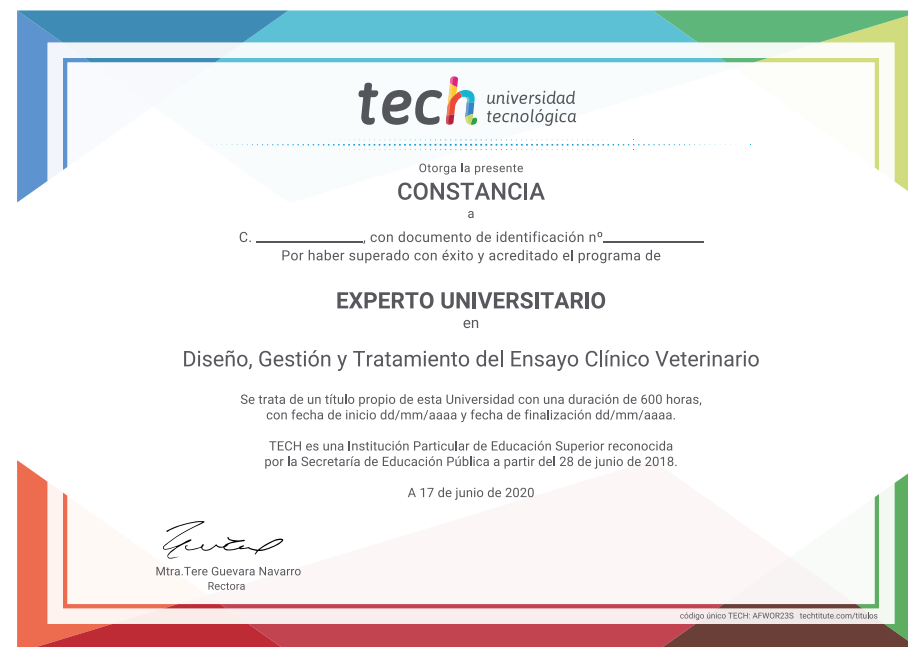 tech universidad
tecnológica
Otorga la presente
CONSTANCIA
a
C. ____________, con documento de identificación nº____________
Por haber superado con éxito y acreditado el programa de
EXPERTO UNIVERSITARIO
en
Diseño, Gestión y Tratamiento del Ensayo Clínico Veterinario
Se trata de un título propio de esta Universidad con una duración de 600 horas,
con fecha de inicio dd/mm/aaaa y fecha de finalización dd/mm/aaaa.
TECH es una Institución Particular de Educación Superior reconocida
por la Secretaría de Educación Pública a partir del 28 de junio de 2018.
A 17 de junio de 2020
Mtra.Tere Guevara Navarro
Rectora
código único TECH: AFWOR23S techtitute.com/titulos